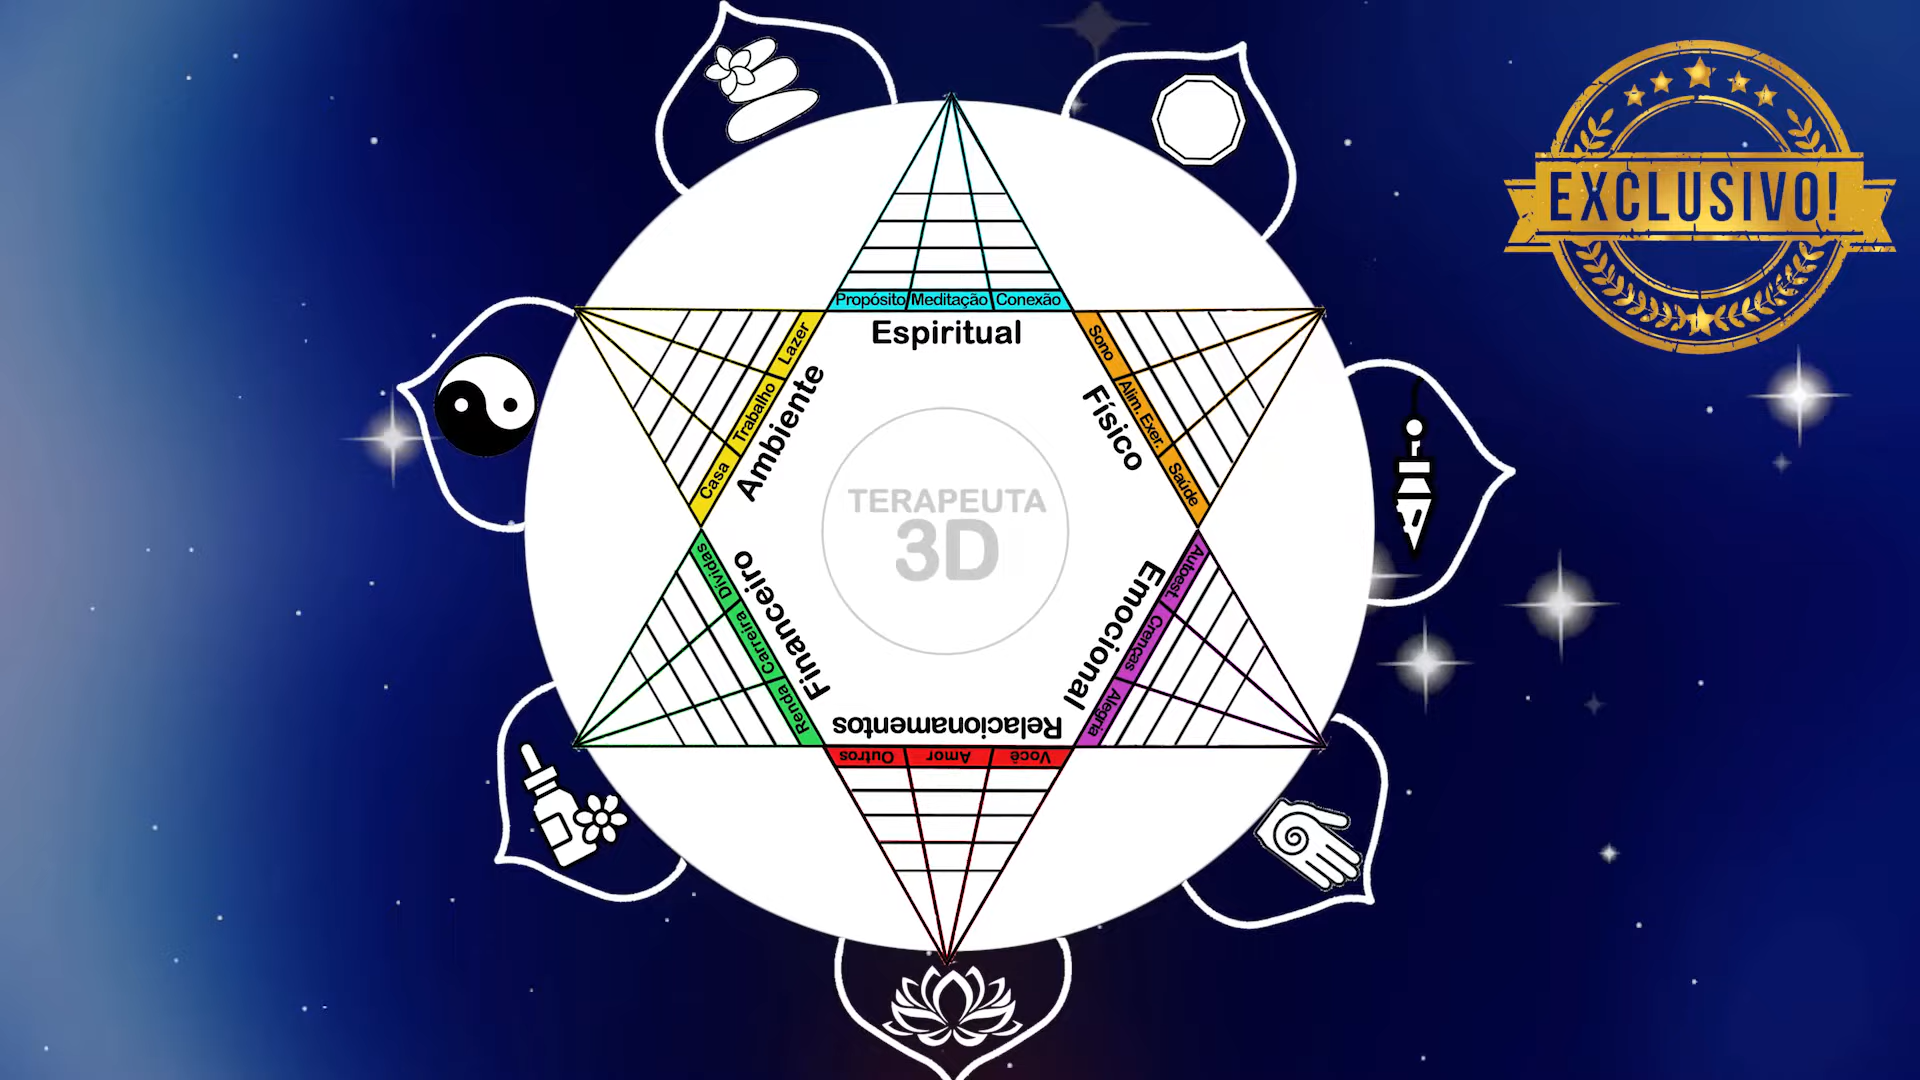 EXCLUSIVO!
Propósito Meditação Conexão
Espiritual
Sono
Alim.
Exer.
Saúde
Físico
Autoest.
Crenças
Alegria
Emocional
Você
Amor
Outros
Relacionamentos
Renda
Carreira
Dívidas
Financeiro
Casa
Trabalho
Lazer
Ambiente
TERAPEUTA
3D